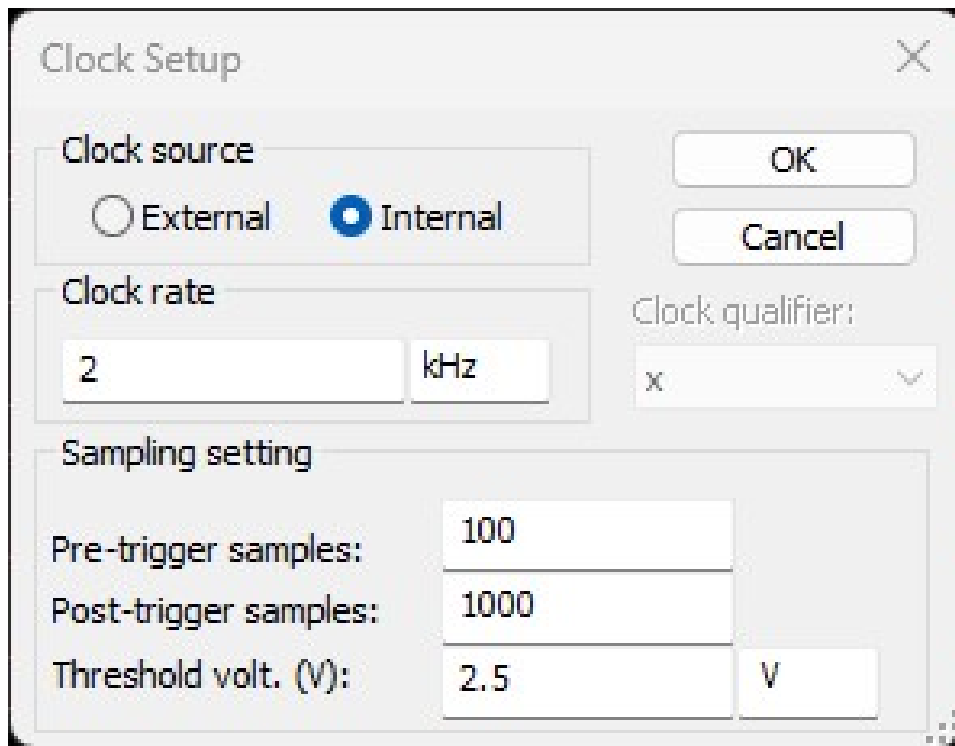 Clock Setup
Clock source
OK
External Internal
Cancel
Clock rate
Clock qualifier:
2 kHz
x
Sampling setting
Pre-trigger samples: 100
Post-trigger samples: 1000
Threshold volt. (V): 2.5 V